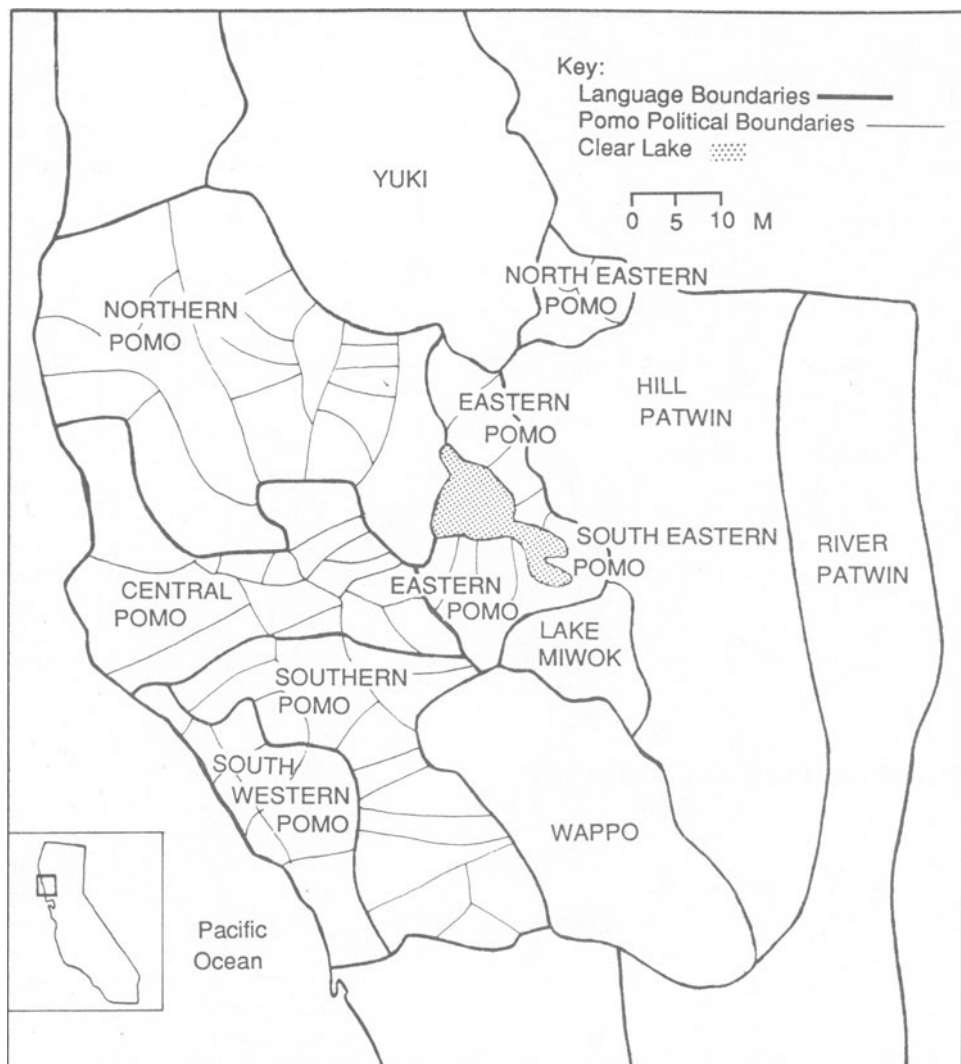 Key:
Language Boundaries
Pomo Political Boundaries
Clear Lake
0 5 10 M
YUKI
NORTH EASTERN
POMO
NORTHERN
POMO
HILL
PATWIN
EASTERN
POMO
SOUTH EASTERN
POMO
RIVER
PATWIN
CENTRAL
POMO
EASTERN
POMO
LAKE
MIWOK
SOUTHERN
POMO
SOUTH
WESTERN
POMO
WAPPO
Pacific
Ocean